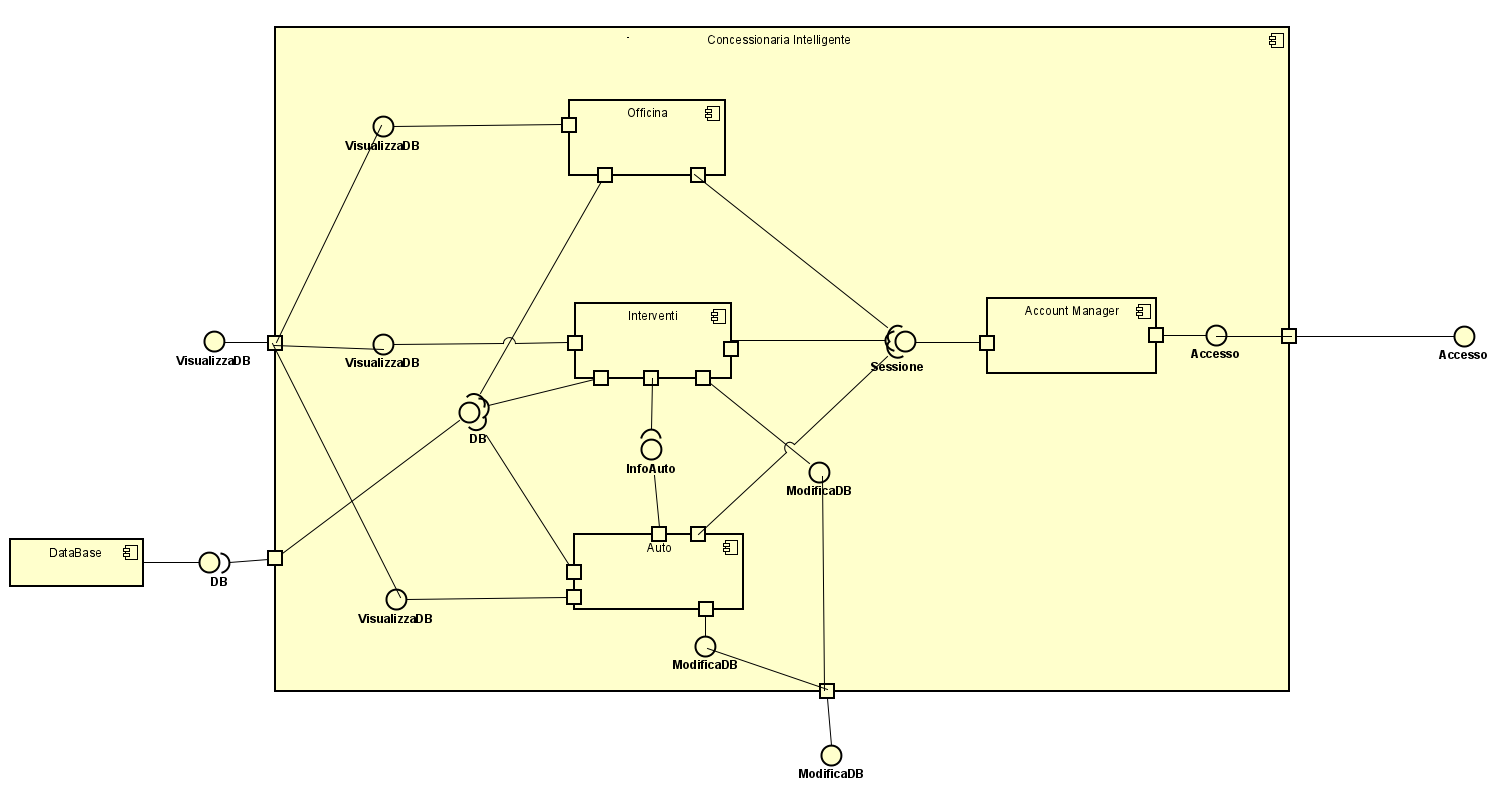 Concessionaria Intelligente
Officina
VisualizzaDB
Interventi
Account Manager
VisualizzaDB
VisualizzaDB
Sessione
Accesso
Accesso
DB
InfoAuto
ModificaDB
DataBase
Auto
DB
VisualizzaDB
ModificaDB
ModificaDB